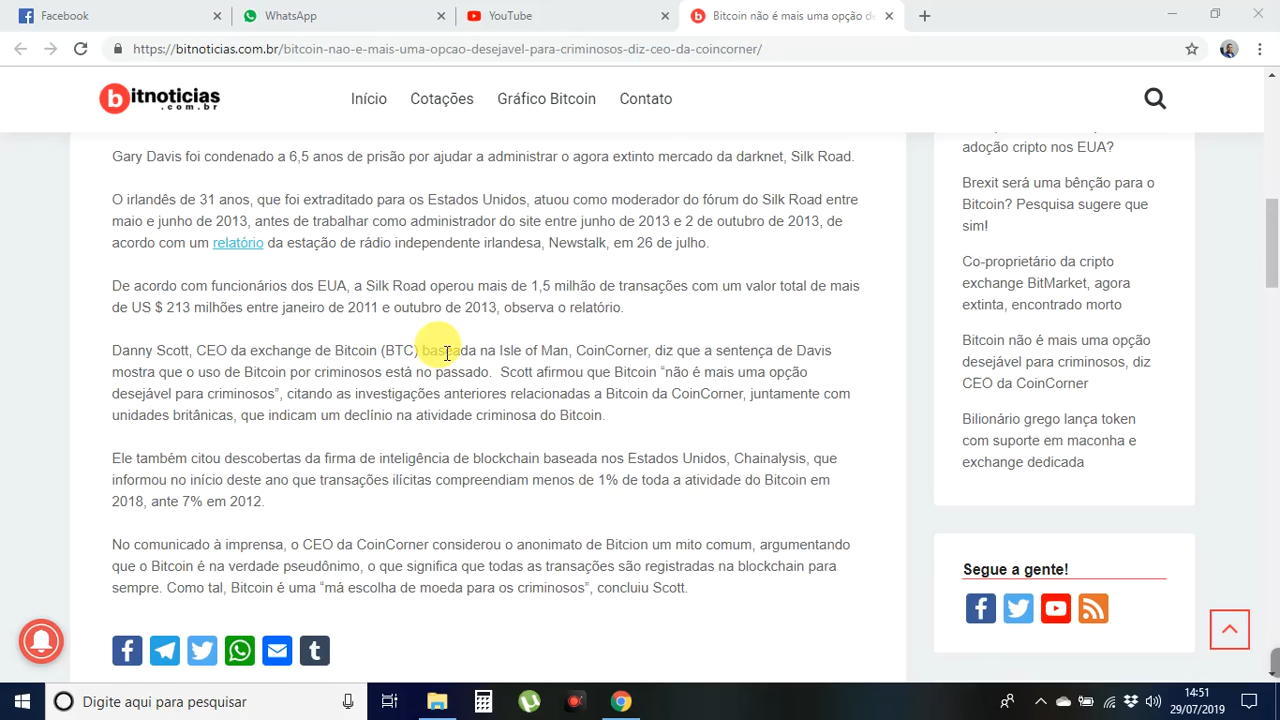 Facebook
WhatsApp
YouTube
Bitcoin não é mais uma opção de
https://bitnoticias.com.br/bitcoin-nao-e-mais-uma-opcao-desejavel-para-criminosos-diz-ceo-da-coincorner/
bitnoticias
.com.br
Início
Cotações
Gráfico Bitcoin
Contato
Gary Davis foi condenado a 6,5 anos de prisão por ajudar a administrar o agora extinto mercado da darknet, Silk Road.
O irlandês de 31 anos, que foi extraditado para os Estados Unidos, atuou como moderador do fórum do Silk Road entre
maio e junho de 2013, antes de trabalhar como administrador do site entre junho de 2013 e 2 de outubro de 2013, de
acordo com um relatório da estação de rádio independente irlandesa, Newstalk, em 26 de julho.
De acordo com funcionários dos EUA, a Silk Road operou mais de 1,5 milhão de transações com um valor total de mais
de US $ 213 milhões entre janeiro de 2011 e outubro de 2013, observa o relatório.
Danny Scott, CEO da exchange de Bitcoin (BTC) baseada na Isle of Man, CoinCorner, diz que a sentença de Davis
mostra que o uso de Bitcoin por criminosos está no passado. Scott afirmou que Bitcoin “não é mais uma opção
desejável para criminosos”, citando as investigações anteriores relacionadas a Bitcoin da CoinCorner, juntamente com
unidades britânicas, que indicam um declínio na atividade criminosa do Bitcoin.
Ele também citou descobertas da firma de inteligência de blockchain baseada nos Estados Unidos, Chainalysis, que
informou no início deste ano que transações ilícitas compreendiam menos de 1% de toda a atividade do Bitcoin em
2018, ante 7% em 2012.
No comunicado à imprensa, o CEO da CoinCorner considerou o anonimato de Bitcion um mito comum, argumentando
que o Bitcoin é na verdade pseudônimo, o que significa que todas as transações são registradas na blockchain para
sempre. Como tal, Bitcoin é uma “má escolha de moeda para os criminosos”, concluiu Scott.
adoção cripto nos EUA?
Brexit será uma bênção para o
Bitcoin? Pesquisa sugere que
sim!
Co-proprietário da cripto
exchange BitMarket, agora
extinta, encontrado morto
Bitcoin não é mais uma opção
desejável para criminosos, diz
CEO da CoinCorner
Bilionário grego lança token
com suporte em maconha e
exchange dedicada
Segue a gente!
Digite aqui para pesquisar
14:51
29/07/2019